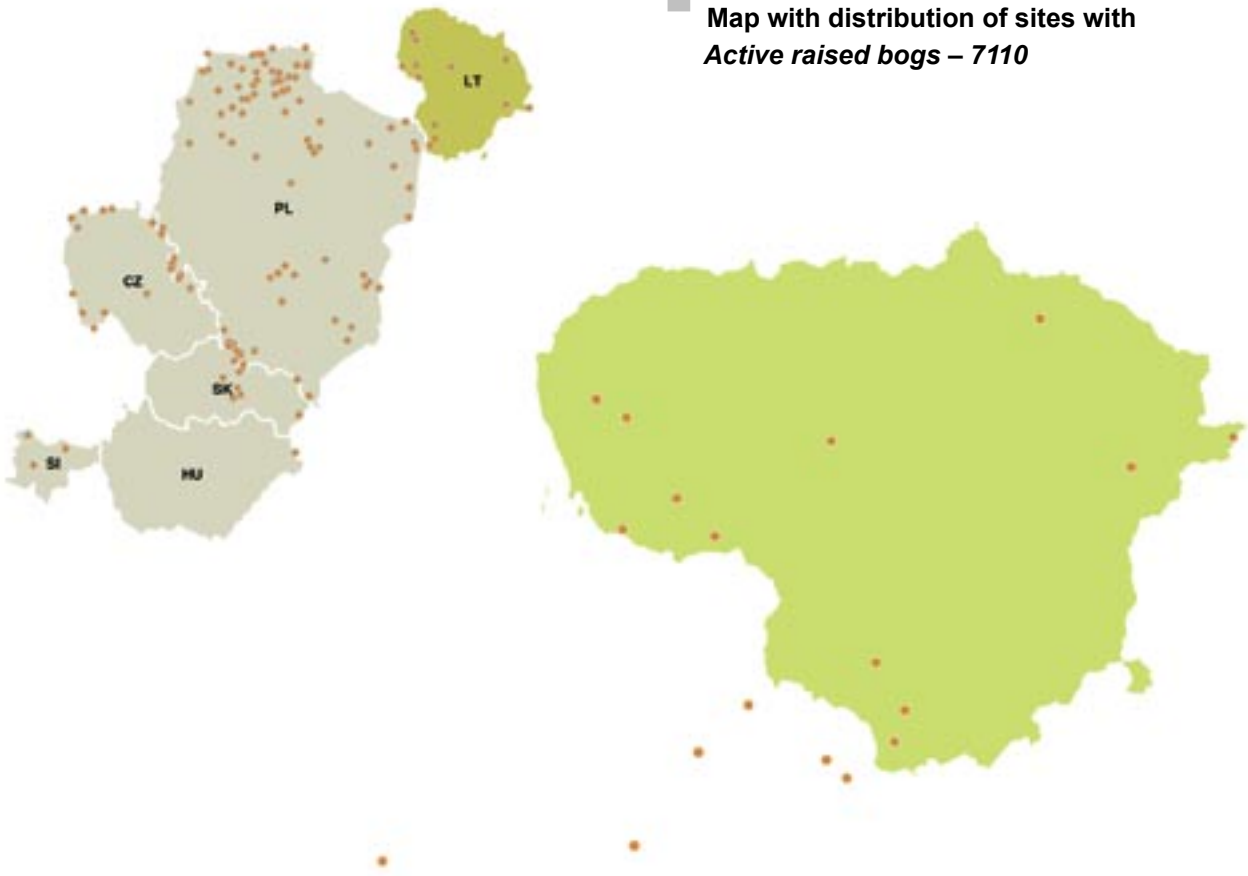 Map with distribution of sites with
Active raised bogs – 7110
LT
PL
CZ
SK
SI
HU